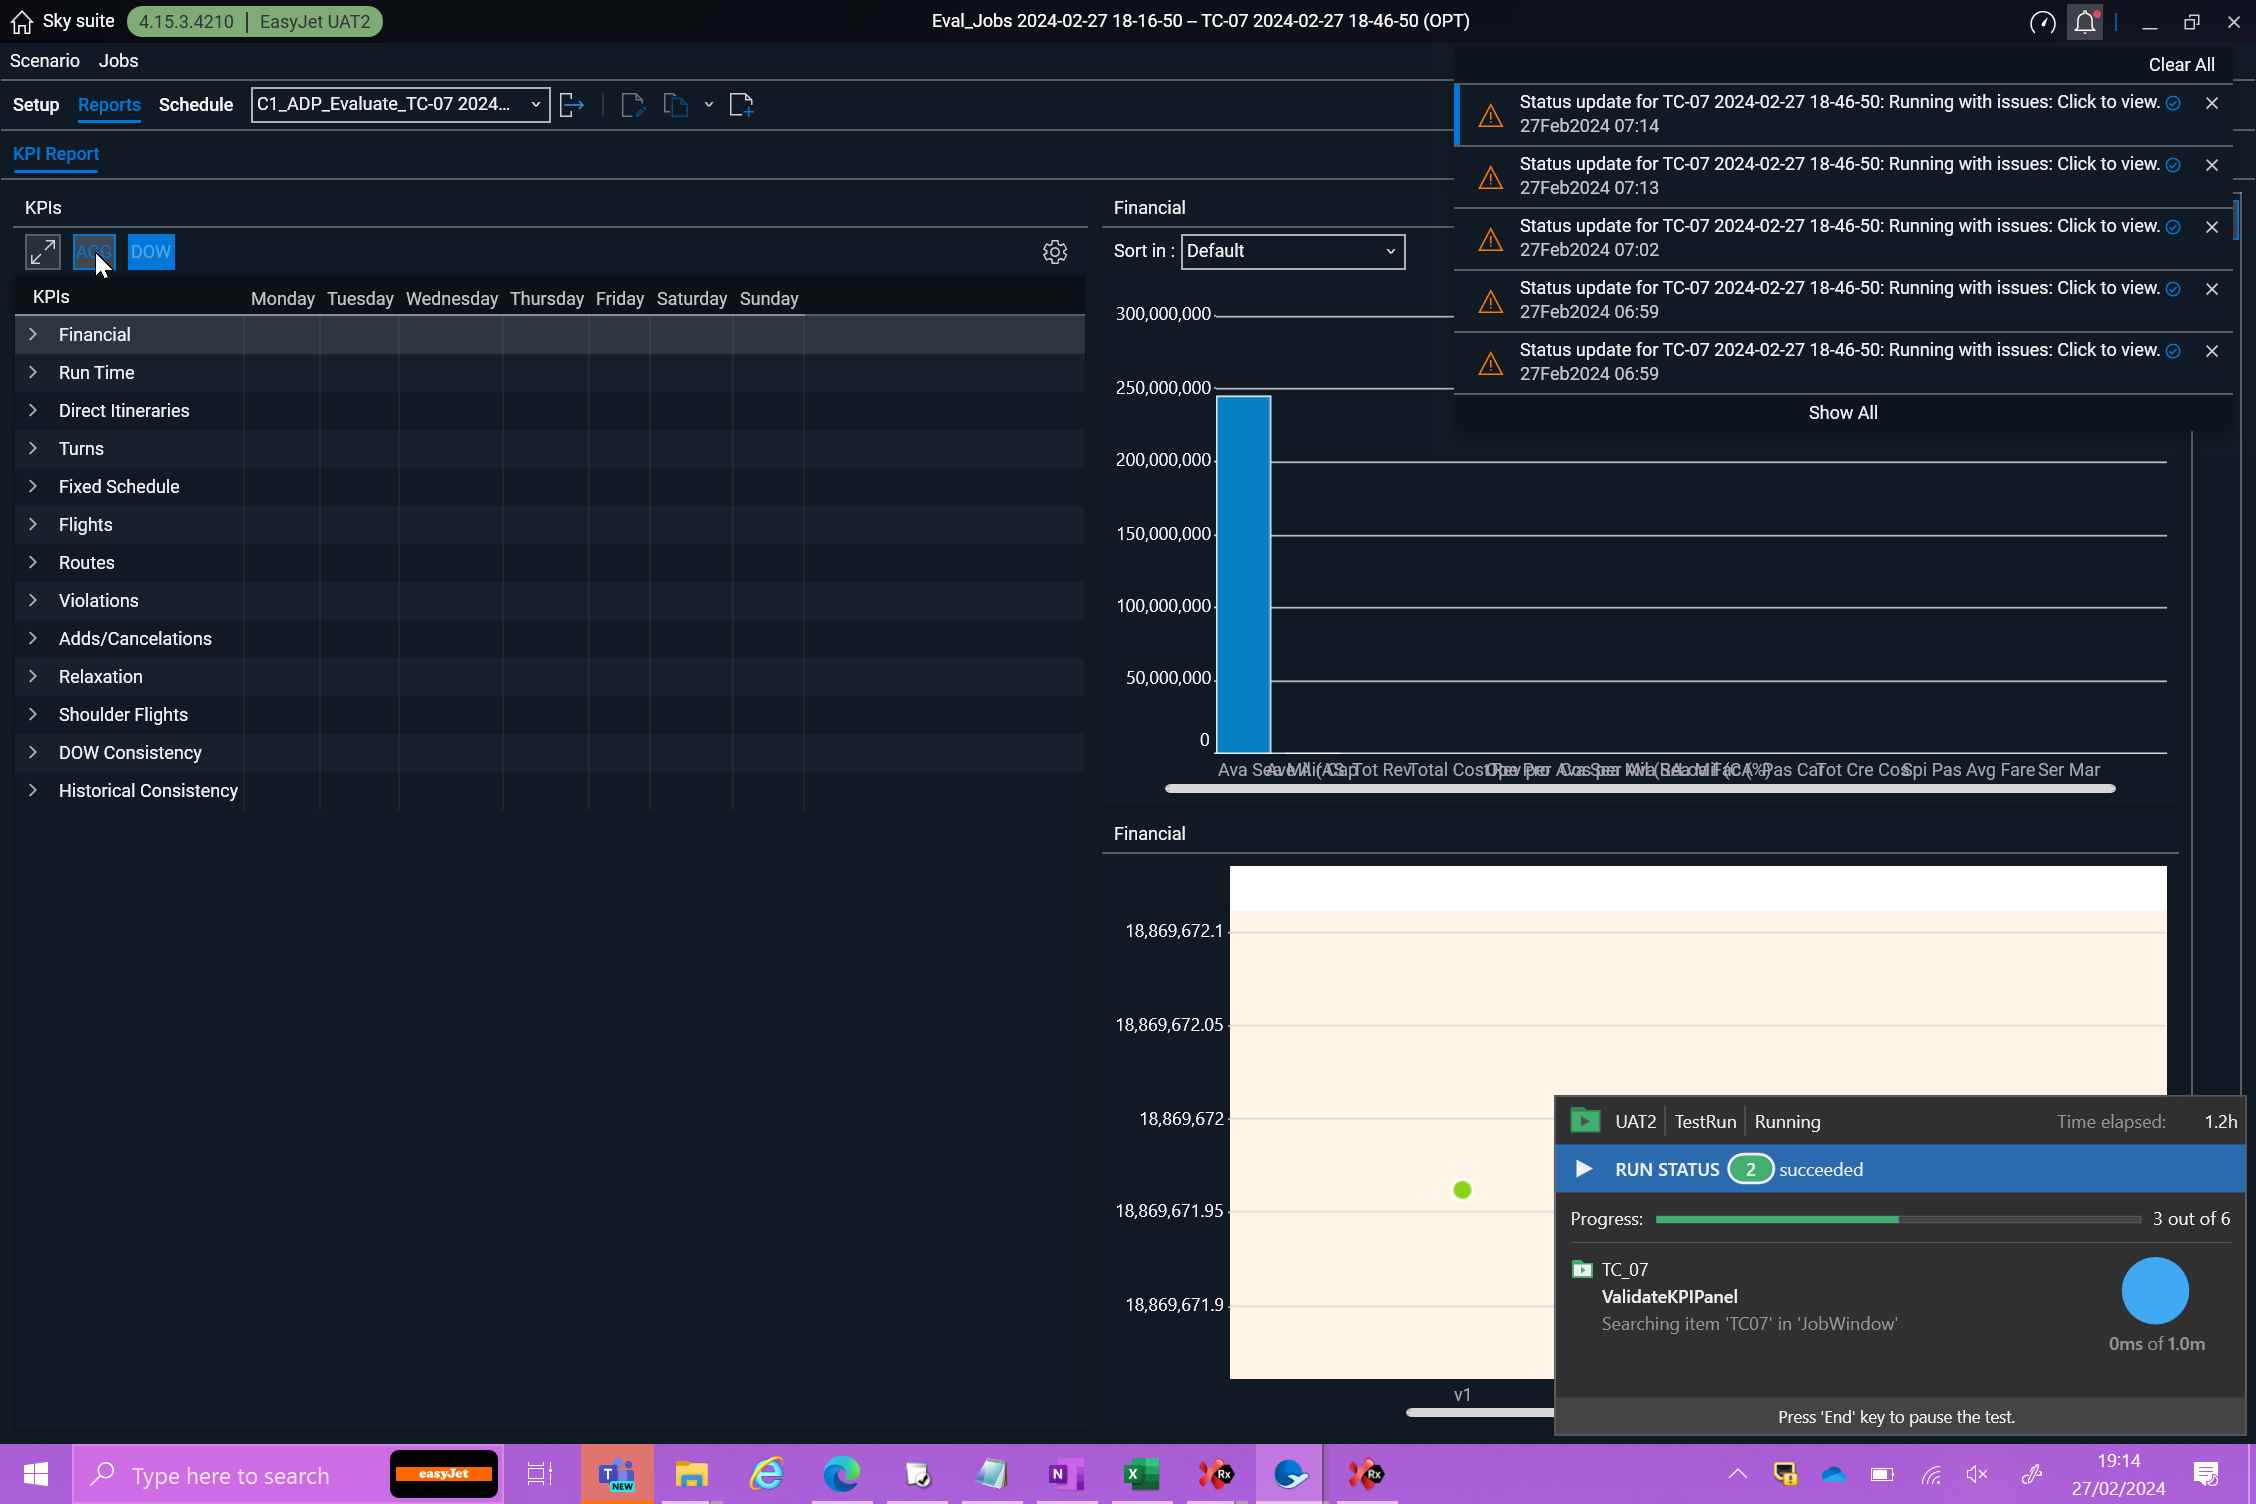 Sky suite 4.15.3.4210 | EasyJet UAT2 Eval_Jobs 2024-02-27 18-16-50 – TC-07 2024-02-27 18-46-50 (OPT)
Scenario Jobs
Clear All
Setup Reports Schedule C1_ADP_Evaluate_TC-07 2024...
Status update for TC-07 2024-02-27 18-46-50: Running with issues: Click to view.
27Feb2024 07:14
Status update for TC-07 2024-02-27 18-46-50: Running with issues: Click to view.
27Feb2024 07:13
Status update for TC-07 2024-02-27 18-46-50: Running with issues: Click to view.
27Feb2024 07:02
Status update for TC-07 2024-02-27 18-46-50: Running with issues: Click to view.
27Feb2024 06:59
Status update for TC-07 2024-02-27 18-46-50: Running with issues: Click to view.
27Feb2024 06:59
Show All
KPI Report
KPIs
DOW
KPIs Monday Tuesday Wednesday Thursday Friday Saturday Sunday
Financial
Run Time
Direct Itineraries
Turns
Fixed Schedule
Flights
Routes
Violations
Adds/Cancelations
Relaxation
Shoulder Flights
DOW Consistency
Historical Consistency
Financial
Sort in : Default
300,000,000
250,000,000
200,000,000
150,000,000
100,000,000
50,000,000
0
Ava Tot Rev Total Cost Pas Car Tot Cre Cos Spi Pas Avg Fare Ser Mar
Financial
18,869,672.1
18,869,672.05
18,869,672
18,869,671.95
18,869,671.9
v1
UAT2 TestRun Running Time elapsed: 1.2h
RUN STATUS 2 succeeded
Progress: 3 out of 6
TC_07
ValidateKPIPanel
Searching item 'TC07' in 'JobWindow'
0ms of 1.0m
Press 'End' key to pause the test.
Type here to search
easyJet
T
NEW
N
X
Rx
Rx
19:14
27/02/2024